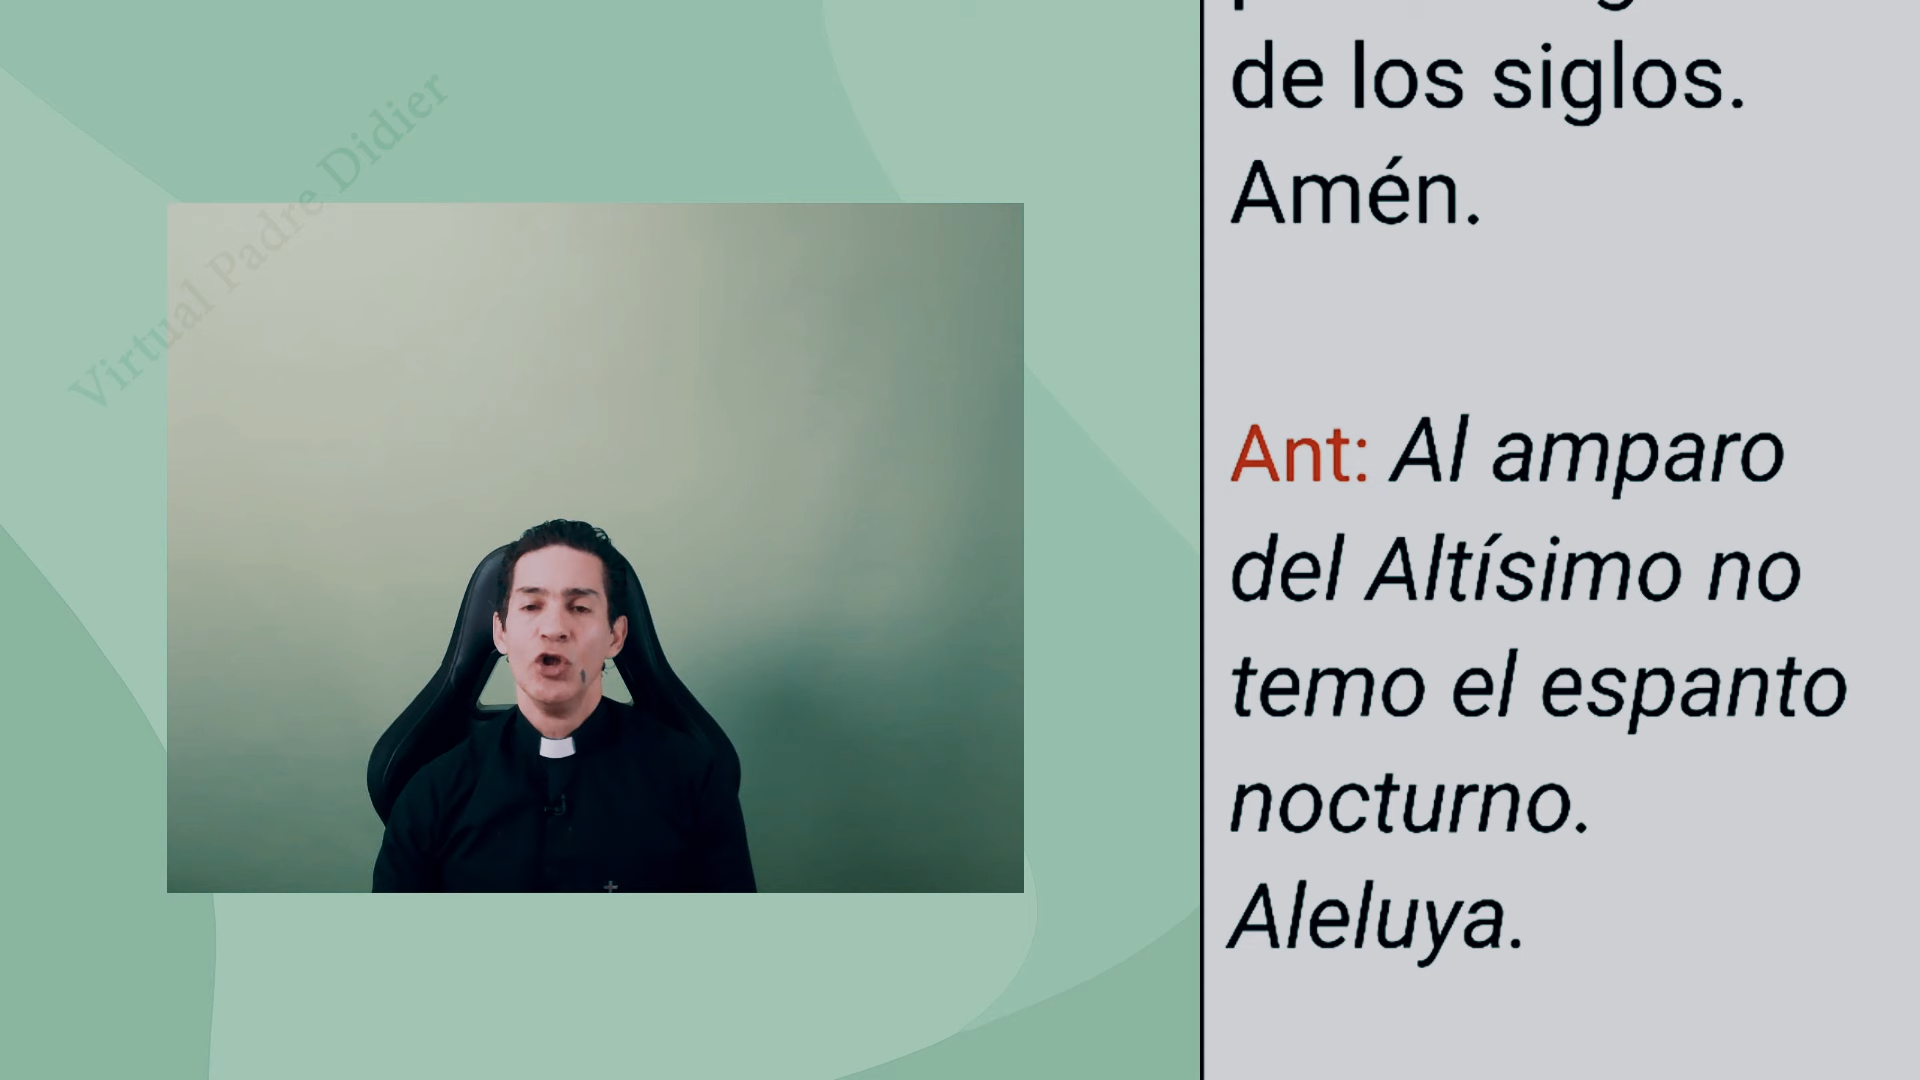 Virtual Padre Didier
de los siglos.
Amén.
Ant: Al amparo
del Altísimo no
temo el espanto
nocturno.
Aleluya.